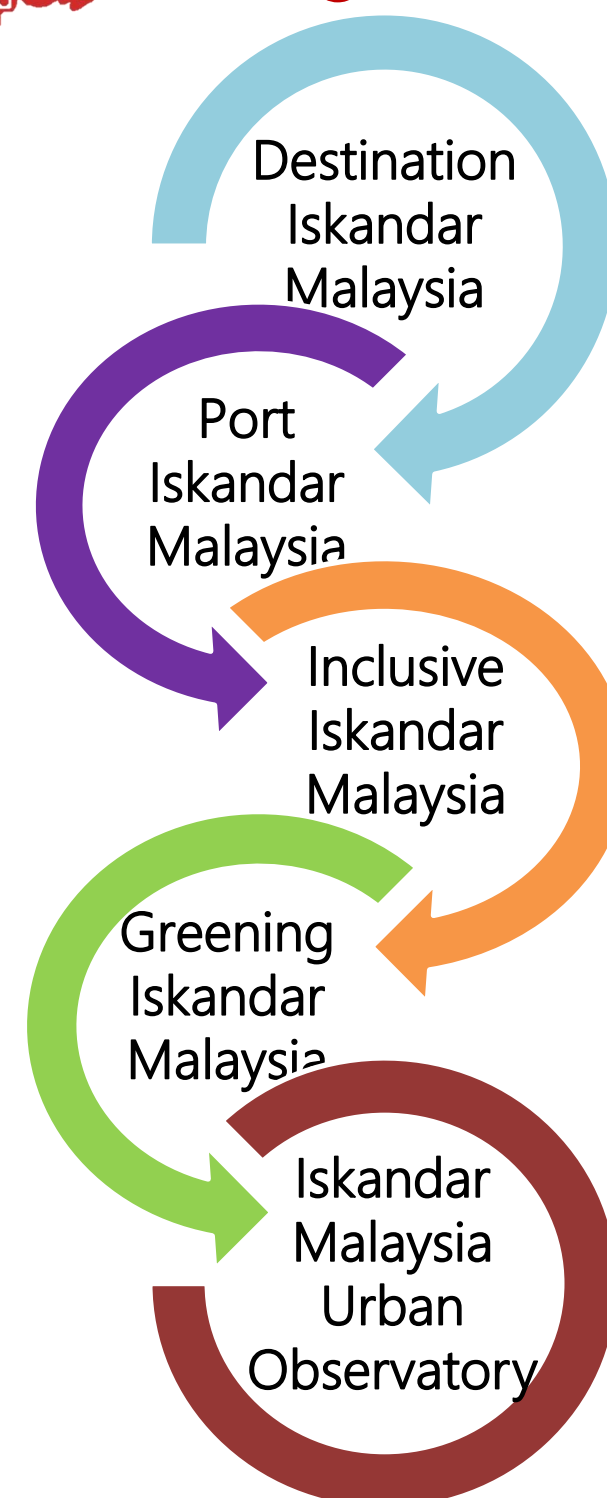 Destination
Iskandar
Malaysia
Port
Iskandar
Malaysia
Inclusive
Iskandar
Malaysia
Greening
Iskandar
Malaysia
Iskandar
Malaysia
Urban
Observatory